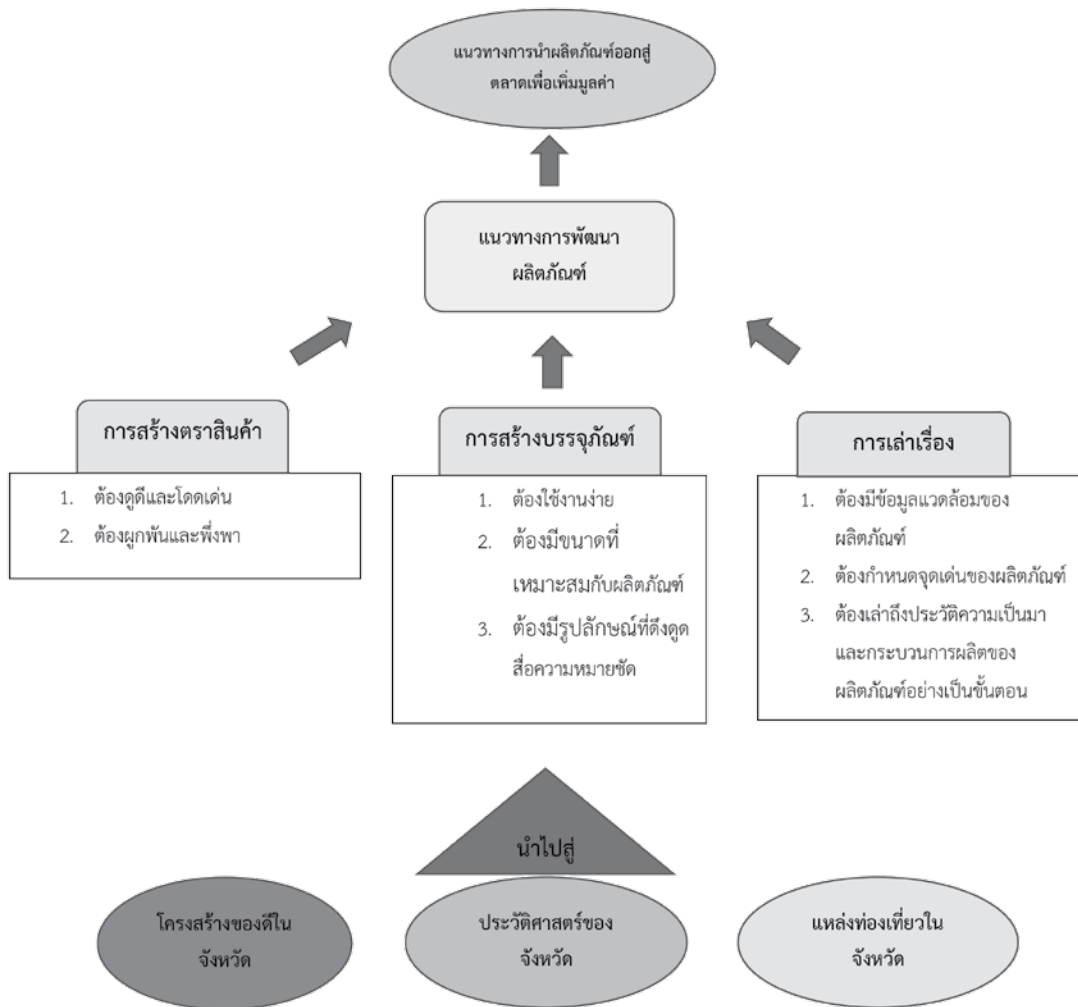 แนวทางการนำผลิตภัณฑ์ออกสู่
ตลาดเพื่อเพิ่มมูลค่า
แนวทางการพัฒนา
ผลิตภัณฑ์
การสร้างตราสินค้า
1. ต้องดูดีและโดดเด่น
2. ต้องผูกพันและพึ่งพา
การสร้างบรรจุภัณฑ์
1. ต้องใช้งานง่าย
2. ต้องมีขนาดที่
เหมาะสมกับผลิตภัณฑ์
3. ต้องมีรูปลักษณ์ที่ดึงดูด
สื่อความหมายชัด
การเล่าเรื่อง
1. ต้องมีข้อมูลแวดล้อมของ
ผลิตภัณฑ์
2. ต้องกำหนดจุดเด่นของผลิตภัณฑ์
3. ต้องเล่าถึงประวัติความเป็นมา
และกระบวนการผลิตของ
ผลิตภัณฑ์อย่างเป็นขั้นตอน
นำไปสู่
โครงสร้างของดีใน
จังหวัด
ประวัติศาสตร์ของ
จังหวัด
แหล่งท่องเที่ยวใน
จังหวัด